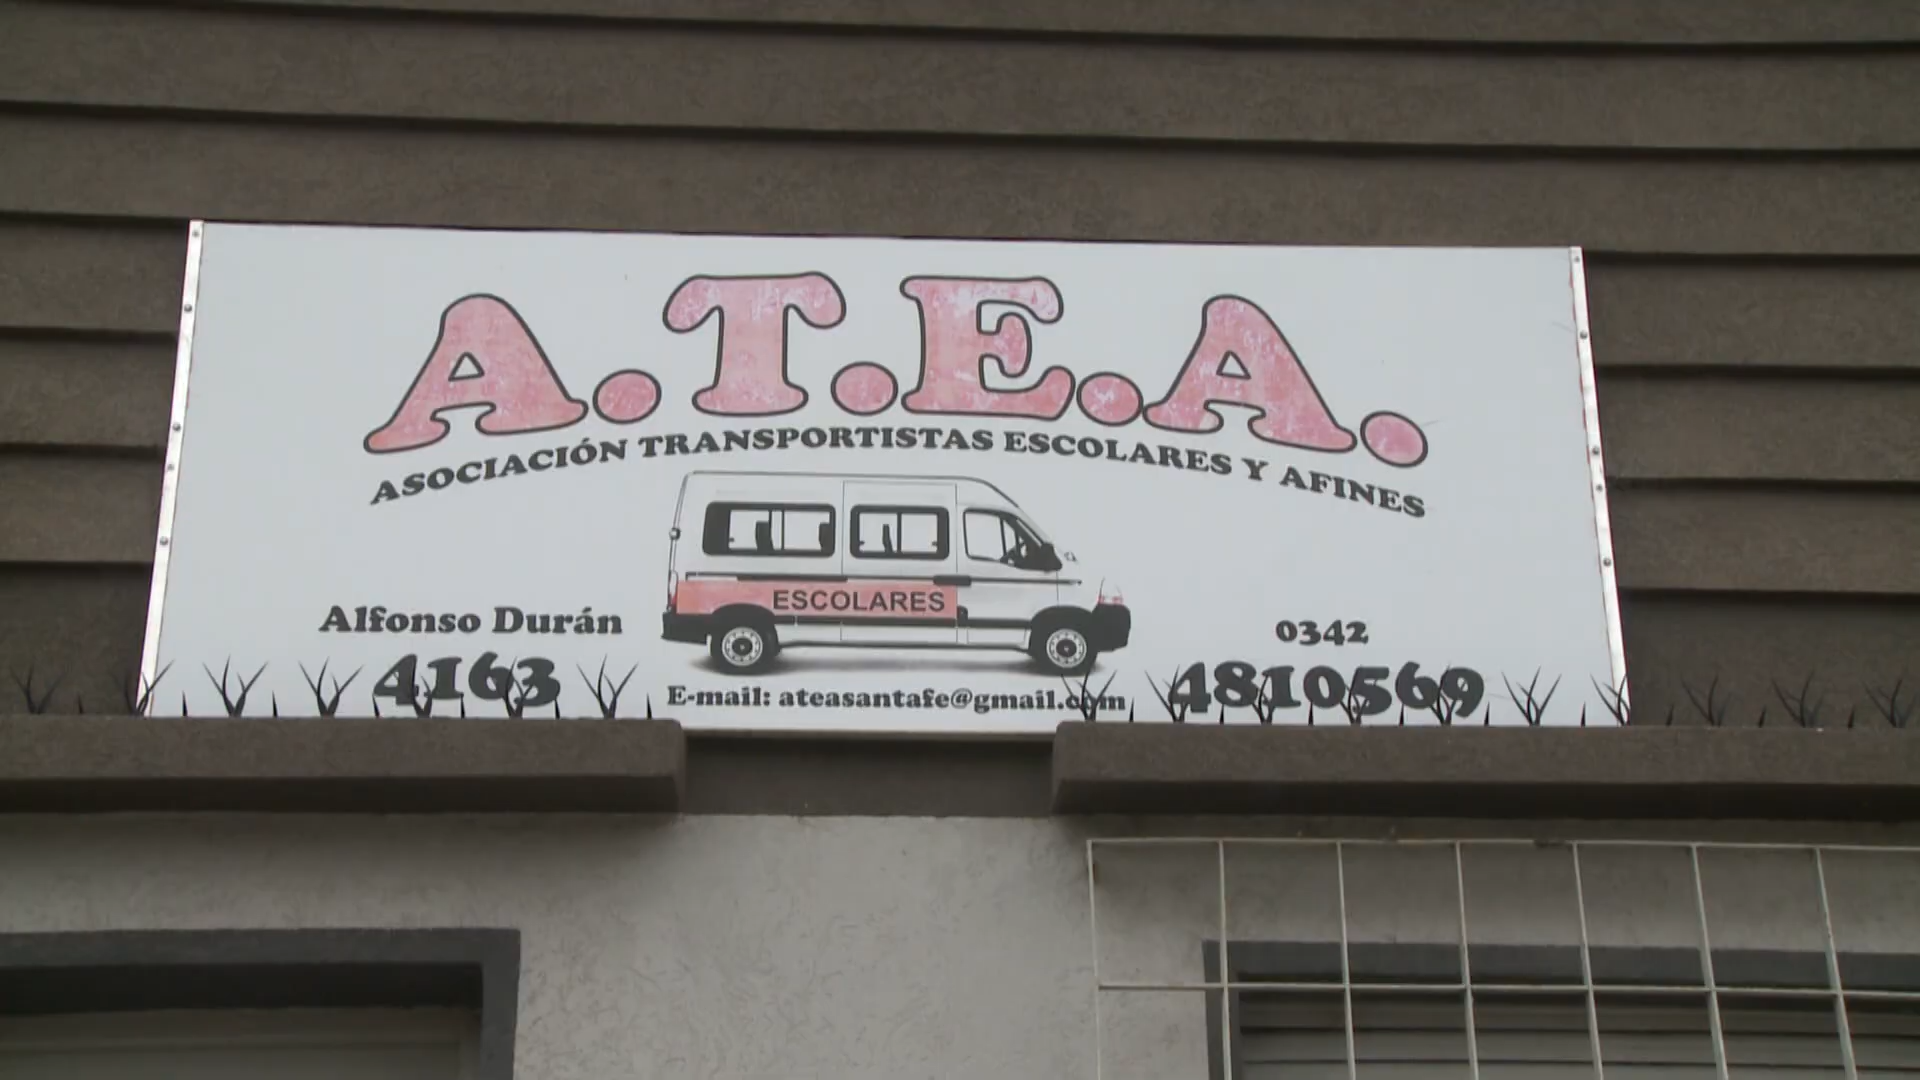 A.T.E.A.
ASOCIACIÓN TRANSPORTISTAS ESCOLARES Y AFINES
ESCOLARES
Alfonso Durán
4163
E-mail: ateasantafe@gmail.com
0342
4810569